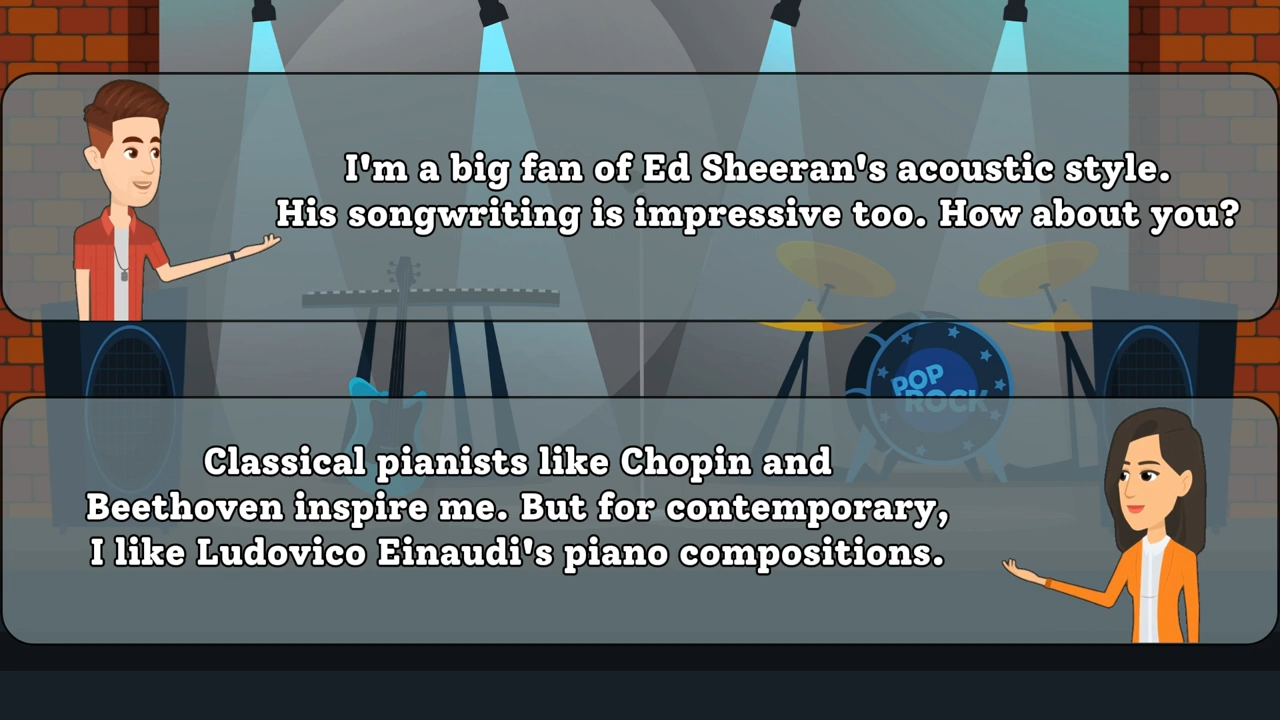 I'm a big fan of Ed Sheeran's acoustic style.
His songwriting is impressive too. How about you?
POP
ROCK
Classical pianists like Chopin and
Beethoven inspire me. But for contemporary,
I like Ludovico Einaudi's piano compositions.